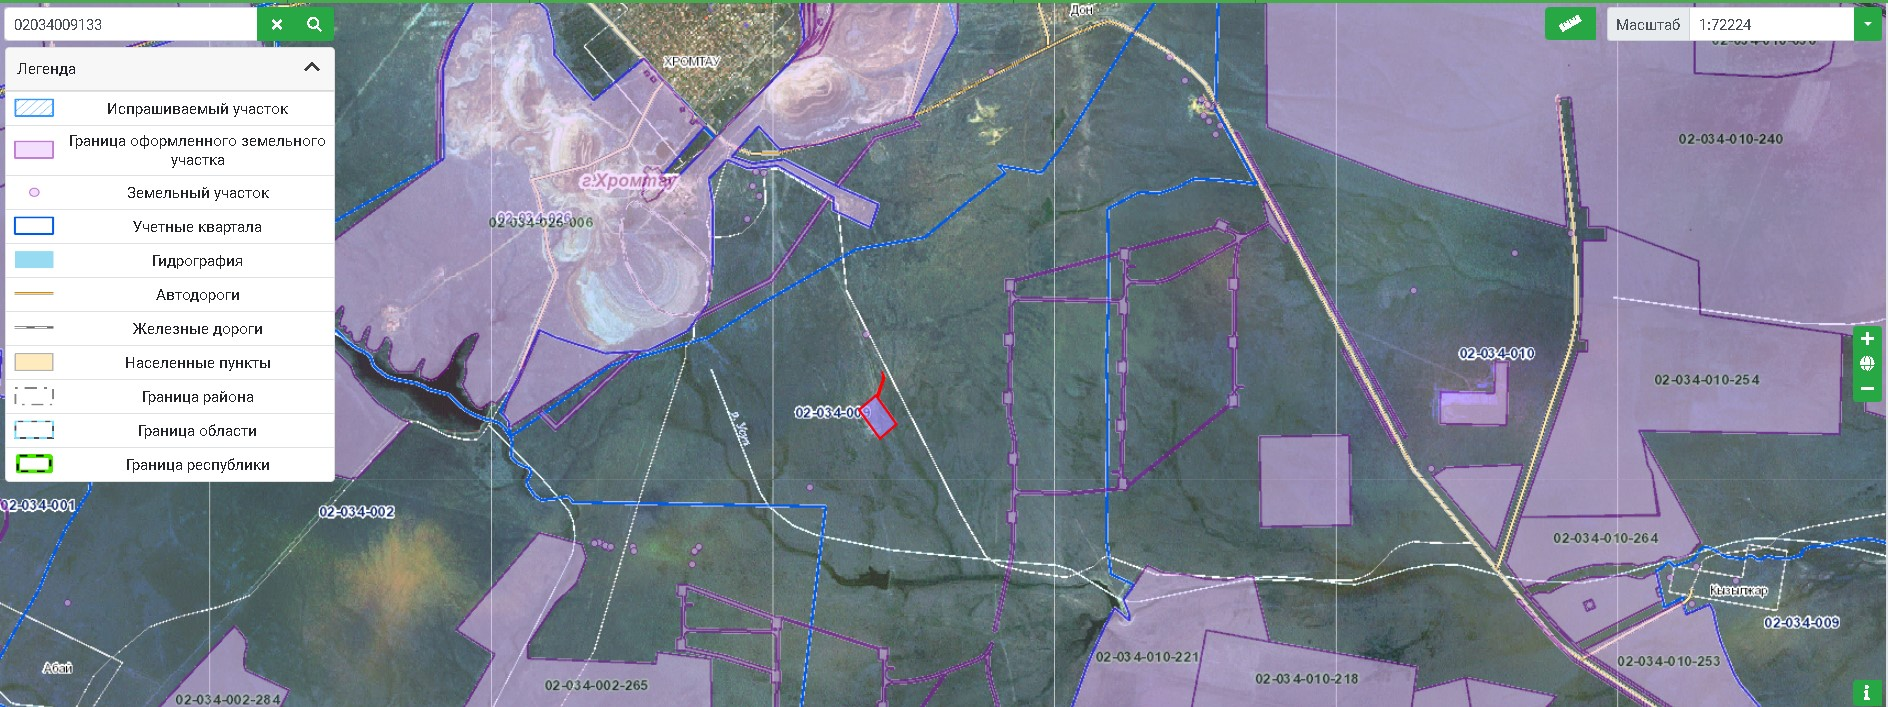 02034009133
Масштаб
1:72224
Легенда
Испрашиваемый участок
Граница оформленного земельного
участка
Земельный участок
Учетные квартала
Гидрография
Автодороги
Железные дороги
Населенные пункты
Граница района
Граница области
Граница республики
Дон
ХРОМТАУ
02-034-010-240
г.Хромтау
02-034-026-006
02-034-010
02-034-010-254
02-034-001
02-034-002
02-034-010-264
Кызылжар
02-034-009
Абай
02-034-010-221
02-034-010-253
02-034-002-265
02-034-010-218
02-034-002-284